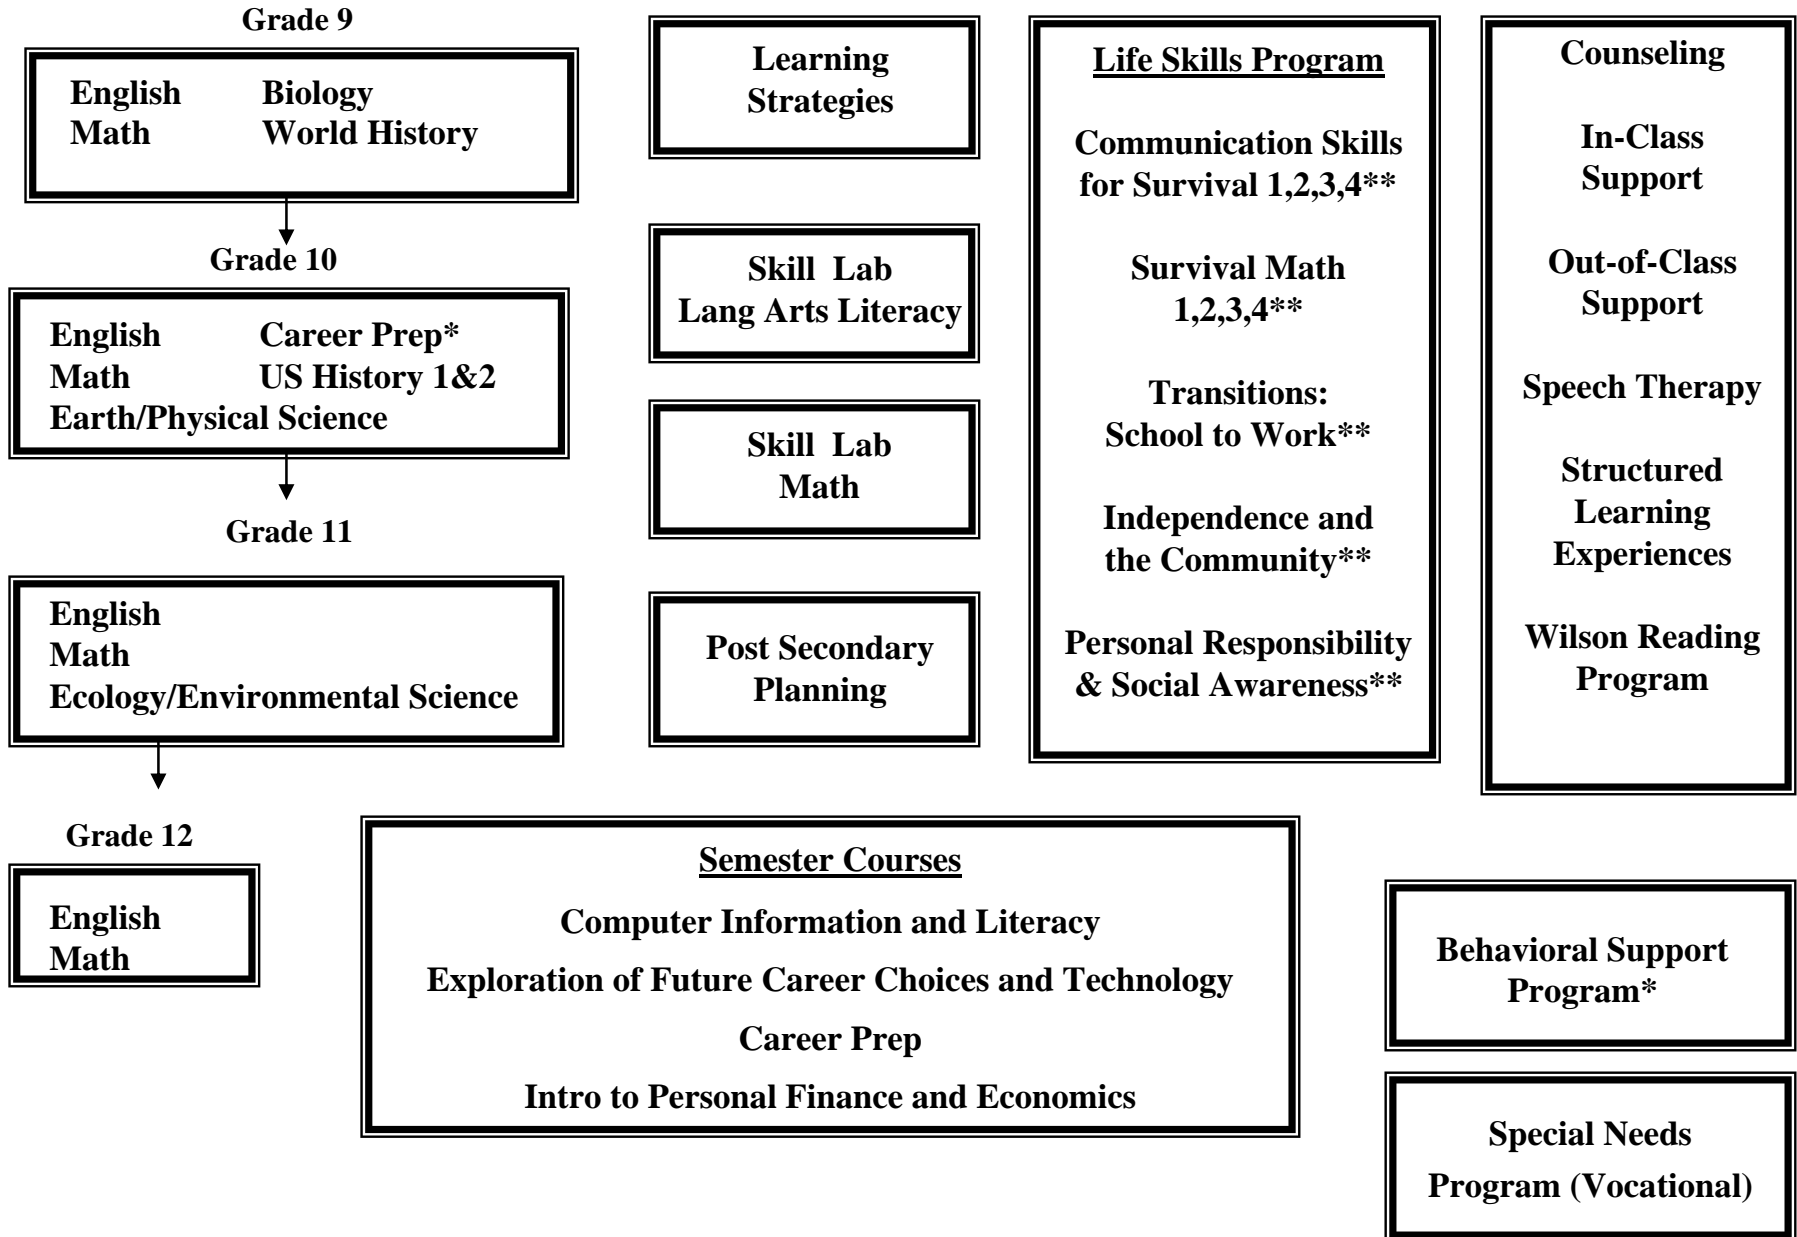 Grade 9
English Biology
Math World History
Grade 10
English Career Prep*
Math US History 1&2
Earth/Physical Science
Grade 11
English
Math
Ecology/Environmental Science
Grade 12
English
Math
Learning
Strategies
Skill Lab
Lang Arts Literacy
Skill Lab
Math
Post Secondary
Planning
Life Skills Program
Communication Skills
for Survival 1,2,3,4**
Survival Math
1,2,3,4**
Transitions:
School to Work**
Independence and
the Community**
Personal Responsibility
& Social Awareness**
Counseling
In-Class
Support
Out-of-Class
Support
Speech Therapy
Structured
Learning
Experiences
Wilson Reading
Program
Semester Courses
Computer Information and Literacy
Exploration of Future Career Choices and Technology
Career Prep
Intro to Personal Finance and Economics
Behavioral Support
Program*
Special Needs
Program (Vocational)